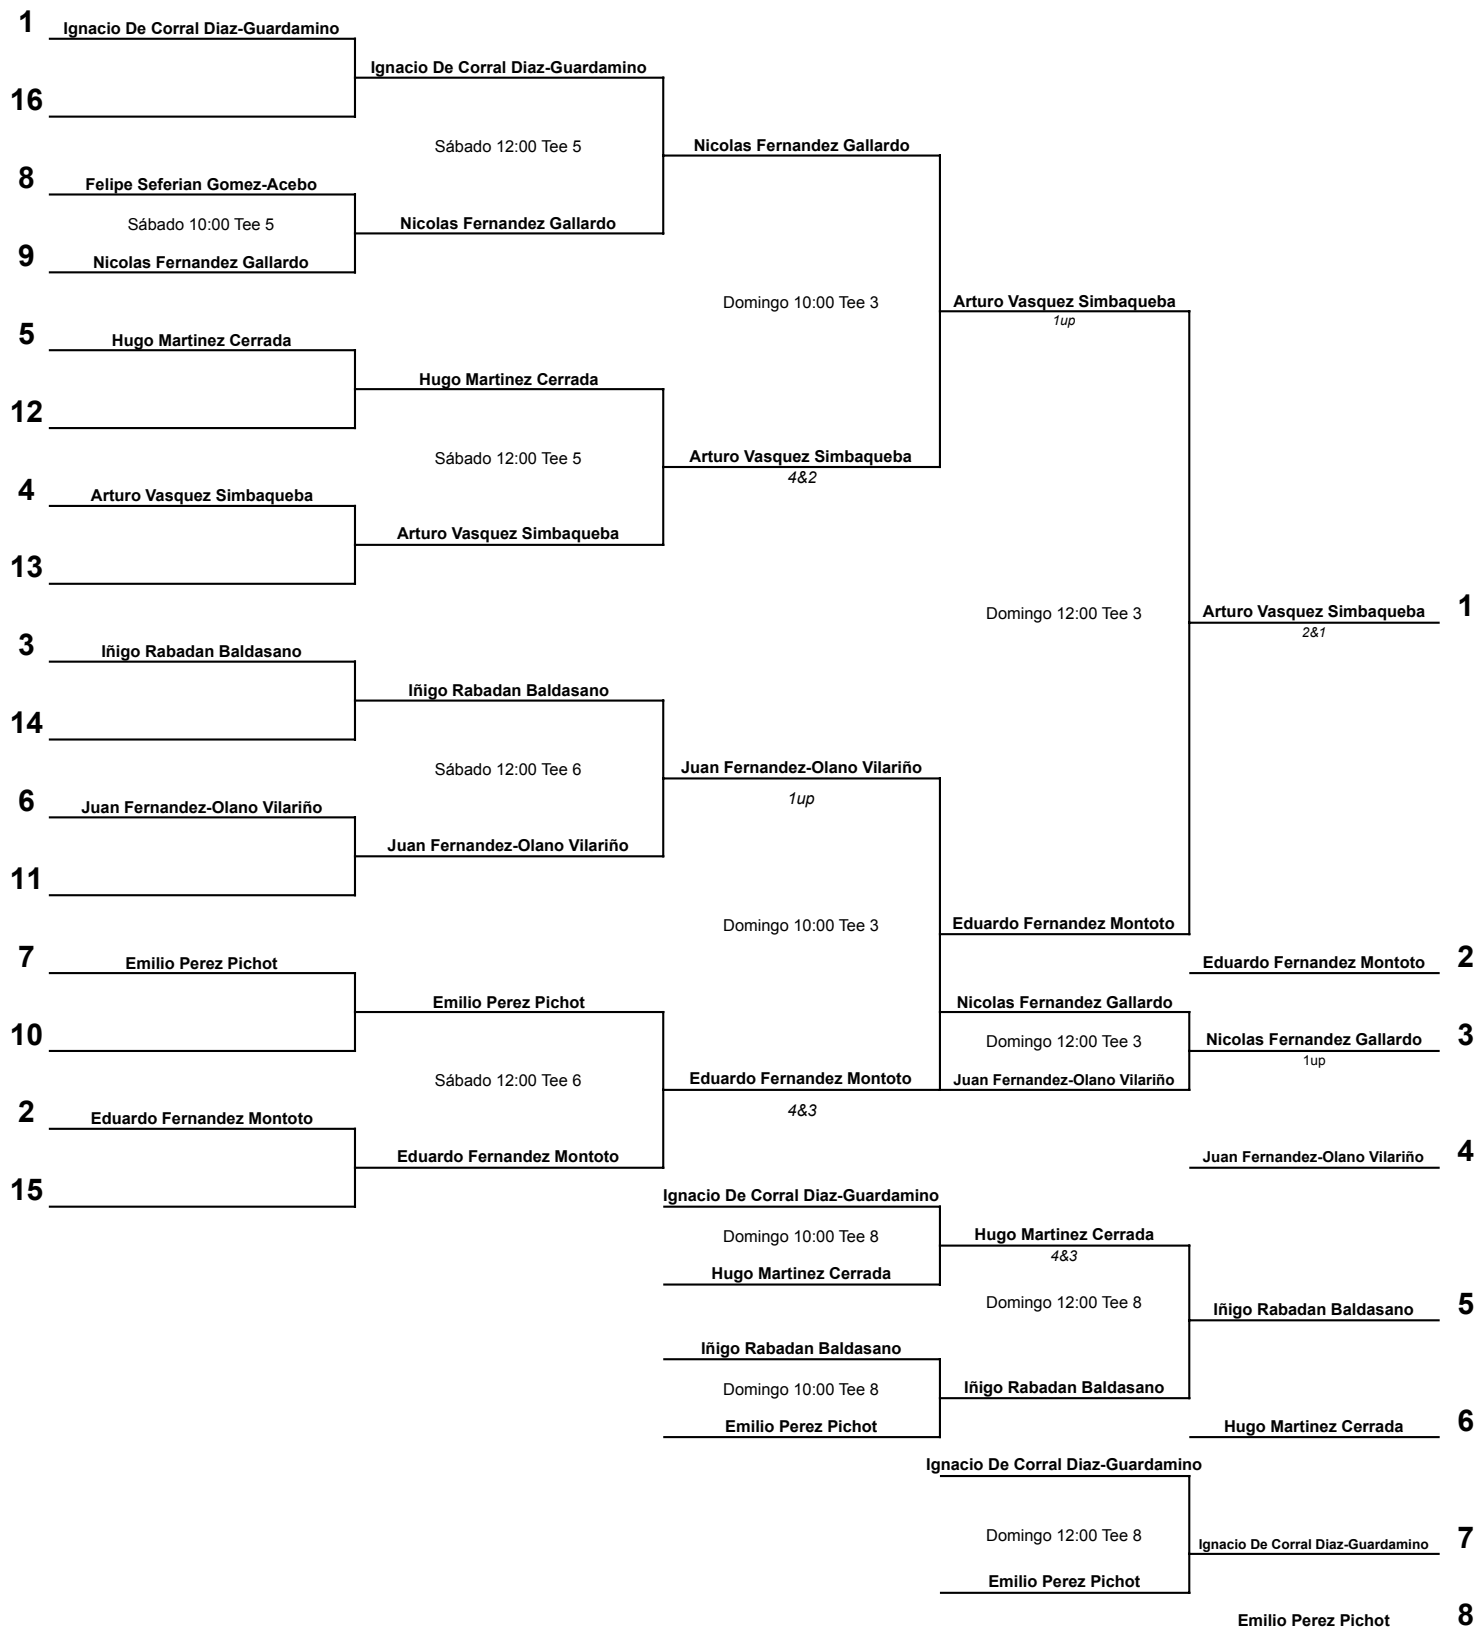 1
Ignacio De Corral Diaz-Guardamino
Ignacio De Corral Diaz-Guardamino
16
Sábado 12:00 Tee 5
Nicolas Fernandez Gallardo
8
Felipe Seferian Gomez-Acebo
Sábado 10:00 Tee 5
Nicolas Fernandez Gallardo
9
Nicolas Fernandez Gallardo
Domingo 10:00 Tee 3
Arturo Vasquez Simbaqueba
1up
5
Hugo Martinez Cerrada
Hugo Martinez Cerrada
12
Sábado 12:00 Tee 5
Arturo Vasquez Simbaqueba
4&2
4
Arturo Vasquez Simbaqueba
Arturo Vasquez Simbaqueba
13
Domingo 12:00 Tee 3
Arturo Vasquez Simbaqueba
1
2&1
3
Iñigo Rabadan Baldasano
Iñigo Rabadan Baldasano
14
Sábado 12:00 Tee 6
Juan Fernandez-Olano Vilariño
1up
6
Juan Fernandez-Olano Vilariño
Juan Fernandez-Olano Vilariño
11
Domingo 10:00 Tee 3
Eduardo Fernandez Montoto
7
Emilio Perez Pichot
Eduardo Fernandez Montoto
2
Emilio Perez Pichot
Nicolas Fernandez Gallardo
10
Domingo 12:00 Tee 3
Nicolas Fernandez Gallardo
3
1up
Sábado 12:00 Tee 6
Eduardo Fernandez Montoto
Juan Fernandez-Olano Vilariño
4&3
2
Eduardo Fernandez Montoto
Eduardo Fernandez Montoto
Juan Fernandez-Olano Vilariño
4
15
Ignacio De Corral Diaz-Guardamino
Domingo 10:00 Tee 8
Hugo Martinez Cerrada
4&3
Hugo Martinez Cerrada
Domingo 12:00 Tee 8
Iñigo Rabadan Baldasano
5
Iñigo Rabadan Baldasano
Domingo 10:00 Tee 8
Iñigo Rabadan Baldasano
Emilio Perez Pichot
Hugo Martinez Cerrada
6
Ignacio De Corral Diaz-Guardamino
Domingo 12:00 Tee 8
Ignacio De Corral Diaz-Guardamino
7
Emilio Perez Pichot
Emilio Perez Pichot
8